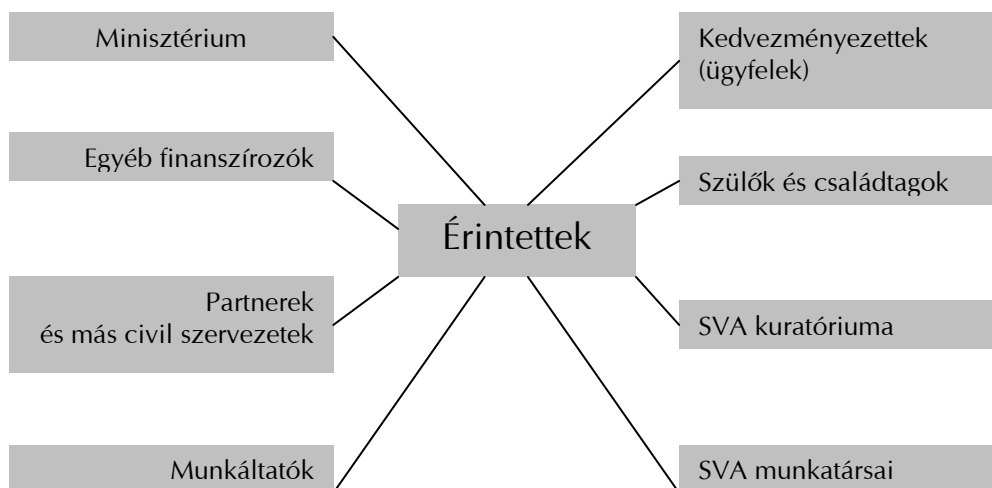 Minisztérium
Egyéb finanszírozók
Partnerek
és más civil szervezetek
Munkáltatók
Érintettek
Kedvezményezettek
(ügyfelek)
Szülők és családtagok
SVA kuratóriuma
SVA munkatársai